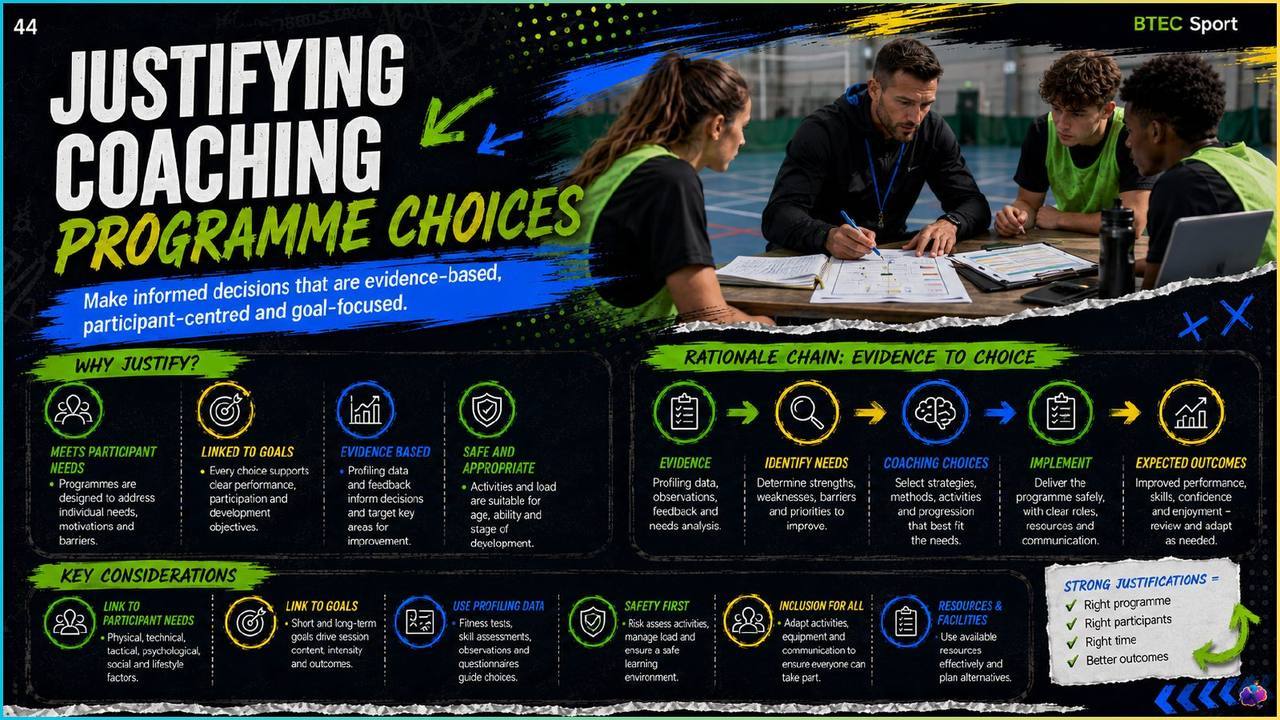 44
BTEC Sport
JUSTIFYING
COACHING
PROGRAMME CHOICES
Make informed decisions that are evidence-based,
participant-centred and goal-focused.
WHY JUSTIFY?
MEETS PARTICIPANT
NEEDS
• Programmes are
designed to address
individual needs,
motivations and
barriers.
LINKED TO GOALS
• Every choice supports
clear performance,
participation and
development
objectives.
EVIDENCE BASED
• Profiling data
and feedback
inform decisions
and target key
areas for
improvement.
SAFE AND
APPROPRIATE
• Activities and load
are suitable for
age, ability and
stage of
development.
RATIONALE CHAIN: EVIDENCE TO CHOICE
EVIDENCE
Profiling data,
observations,
feedback and
needs analysis.
IDENTIFY NEEDS
Determine strengths,
weaknesses, barriers
and priorities to
improve.
COACHING CHOICES
Select strategies,
methods, activities
and progression
that best fit
the needs.
IMPLEMENT
Deliver the
programme safely,
with clear roles,
resources and
communication.
EXPECTED OUTCOMES
Improved performance,
skills, confidence
and enjoyment –
review and adapt
as needed.
KEY CONSIDERATIONS
LINK TO
PARTICIPANT NEEDS
• Physical, technical,
tactical, psychological,
social and lifestyle
factors.
LINK TO GOALS
• Short and long-term
goals drive session
content, intensity
and outcomes.
USE PROFILING DATA
• Fitness tests,
skill assessments,
observations and
questionnaires
guide choices.
SAFETY FIRST
• Risk assess activities,
manage load and
ensure a safe
learning
environment.
INCLUSION FOR ALL
• Adapt activities,
equipment and
communication to
ensure everyone can
take part.
RESOURCES &
FACILITIES
• Use available
resources
effectively and
plan alternatives.
STRONG JUSTIFICATIONS =
✓ Right programme
✓ Right participants
✓ Right time
✓ Better outcomes